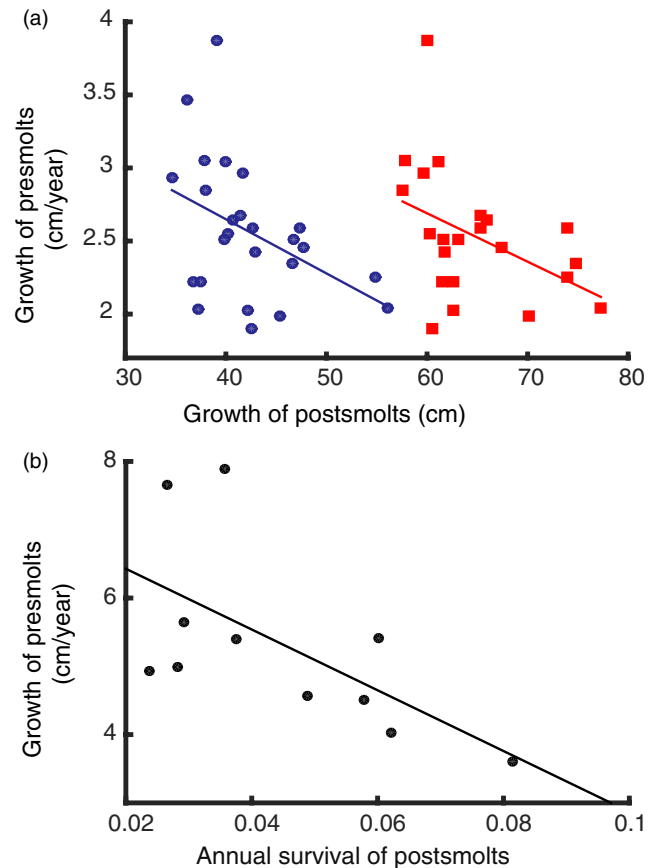 (a)
4
3.5
3
2.5
2
Growth of presmolts
(cm/year)
30
40
50
60
70
80
Growth of postsmolts (cm)
(b)
8
6
4
Growth of presmolts
(cm/year)
0.02
0.04
0.06
0.08
0.1
Annual survival of postsmolts